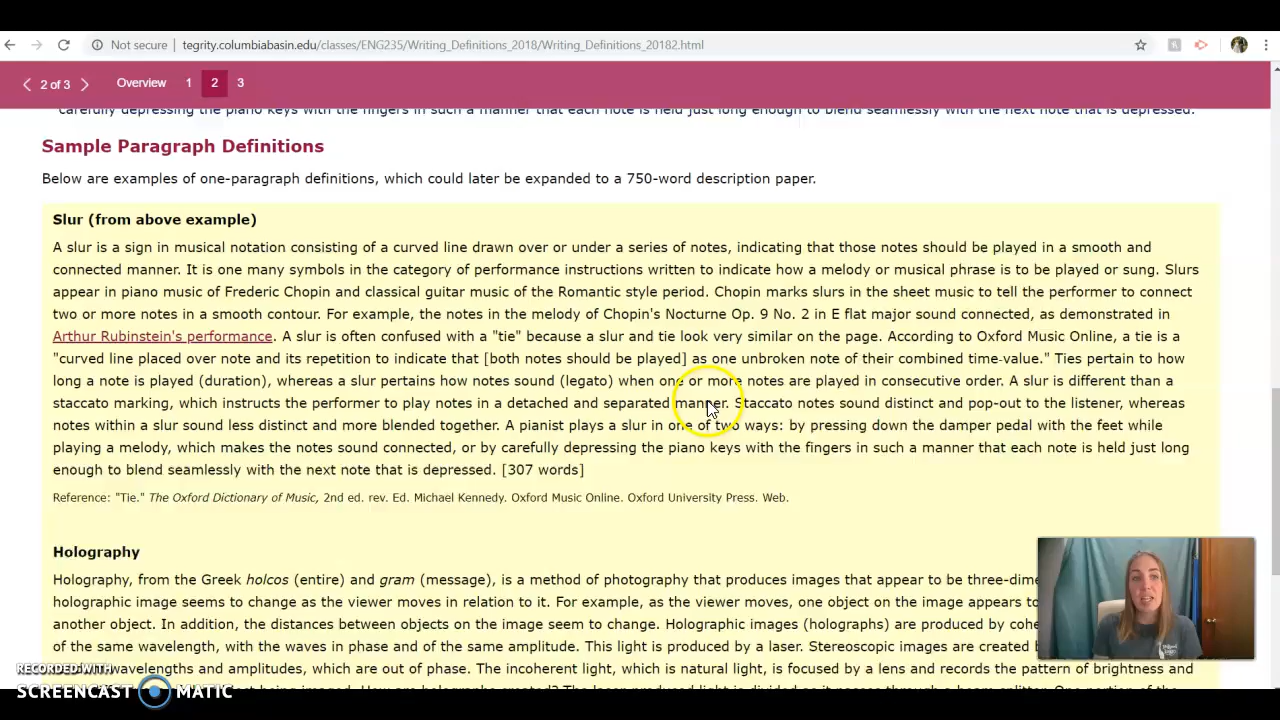 Not secure tegrity.columbiabasin.edu/classes/ENG235/Writing_Definitions_2018/Writing_Definitions_20182.html
2 of 3 Overview 1 2 3
carefully depressing the piano keys with the fingers in such a manner that each note is held just long enough to blend seamlessly with the next note that is depressed.
Sample Paragraph Definitions
Below are examples of one-paragraph definitions, which could later be expanded to a 750-word description paper.
Slur (from above example)
A slur is a sign in musical notation consisting of a curved line drawn over or under a series of notes, indicating that those notes should be played in a smooth and
connected manner. It is one many symbols in the category of performance instructions written to indicate how a melody or musical phrase is to be played or sung. Slurs
appear in piano music of Frederic Chopin and classical guitar music of the Romantic style period. Chopin marks slurs in the sheet music to tell the performer to connect
two or more notes in a smooth contour. For example, the notes in the melody of Chopin's Nocturne Op. 9 No. 2 in E flat major sound connected, as demonstrated in
Arthur Rubinstein's performance. A slur is often confused with a "tie" because a slur and tie look very similar on the page. According to Oxford Music Online, a tie is a
"curved line placed over note and its repetition to indicate that [both notes should be played] as one unbroken note of their combined time-value." Ties pertain to how
long a note is played (duration), whereas a slur pertains how notes sound (legato) when one or more notes are played in consecutive order. A slur is different than a
staccato marking, which instructs the performer to play notes in a detached and separated manner. Staccato notes sound distinct and pop-out to the listener, whereas
notes within a slur sound less distinct and more blended together. A pianist plays a slur in one of two ways: by pressing down the damper pedal with the feet while
playing a melody, which makes the notes sound connected, or by carefully depressing the piano keys with the fingers in such a manner that each note is held just long
enough to blend seamlessly with the next note that is depressed. [307 words]
Reference: "Tie." The Oxford Dictionary of Music, 2nd ed. rev. Ed. Michael Kennedy. Oxford Music Online. Oxford University Press. Web.
Holography
Holography, from the Greek holcos (entire) and gram (message), is a method of photography that produces images that appear to be
holographic image seems to change as the viewer moves in relation to it. For example, as the viewer moves, one object on the image appears
another object. In addition, the distances between objects on the image seem to change. Holographic images (holographs) are produced by
of the same wavelength, with the waves in phase and of the same amplitude. This light is produced by a laser. Stereoscopic images are created
wavelengths and amplitudes, which are out of phase. The incoherent light, which is natural light, is focused by a lens and records the pattern of brightness and
RECORDED WITH
SCREENCAST MATIC